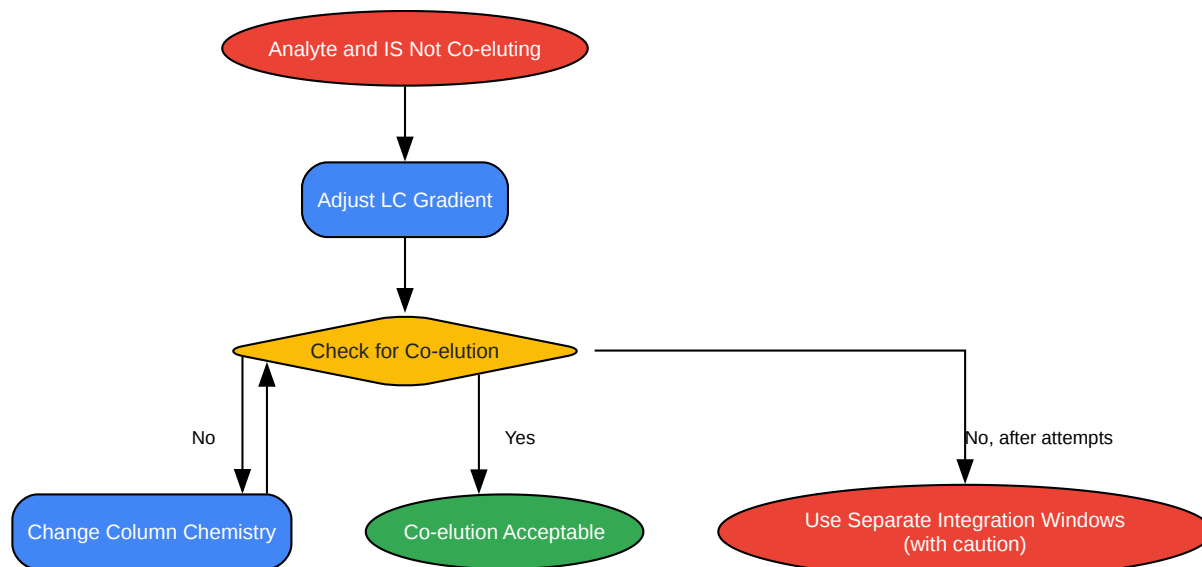 Analyte and IS Not Co-eluting
Adjust LC Gradient
Check for Co-elution
No
Yes
No, after attempts
Change Column Chemistry
Co-elution Acceptable
Use Separate Integration Windows
(with caution)